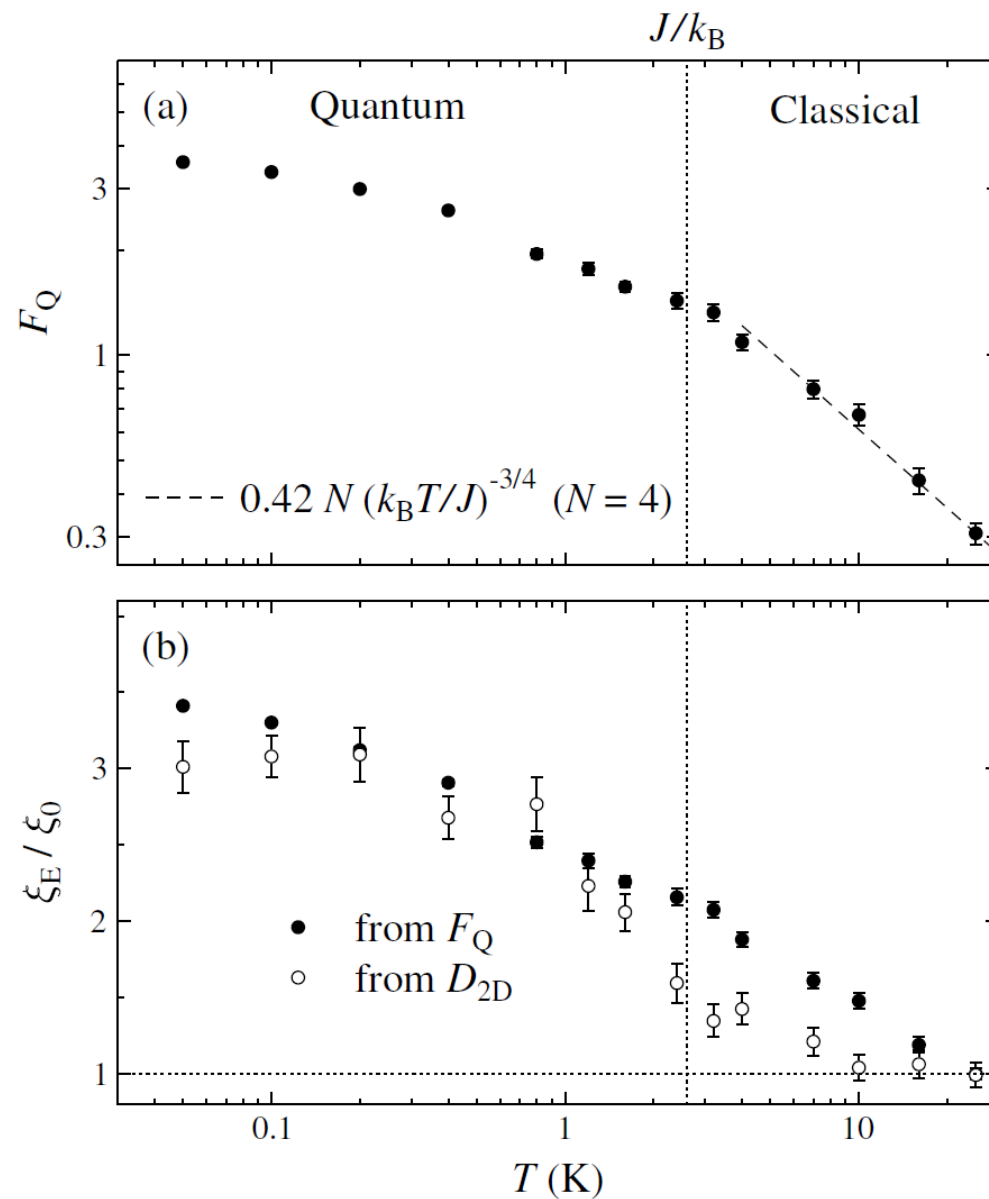 J/kB
(a) Quantum Classical
3
FQ
1
0.42 N (kBT/J)-3/4 (N = 4)
0.3
(b)
3
ξE / ξ0
2
from FQ
from D2D
1
0.1 1 10
T (K)